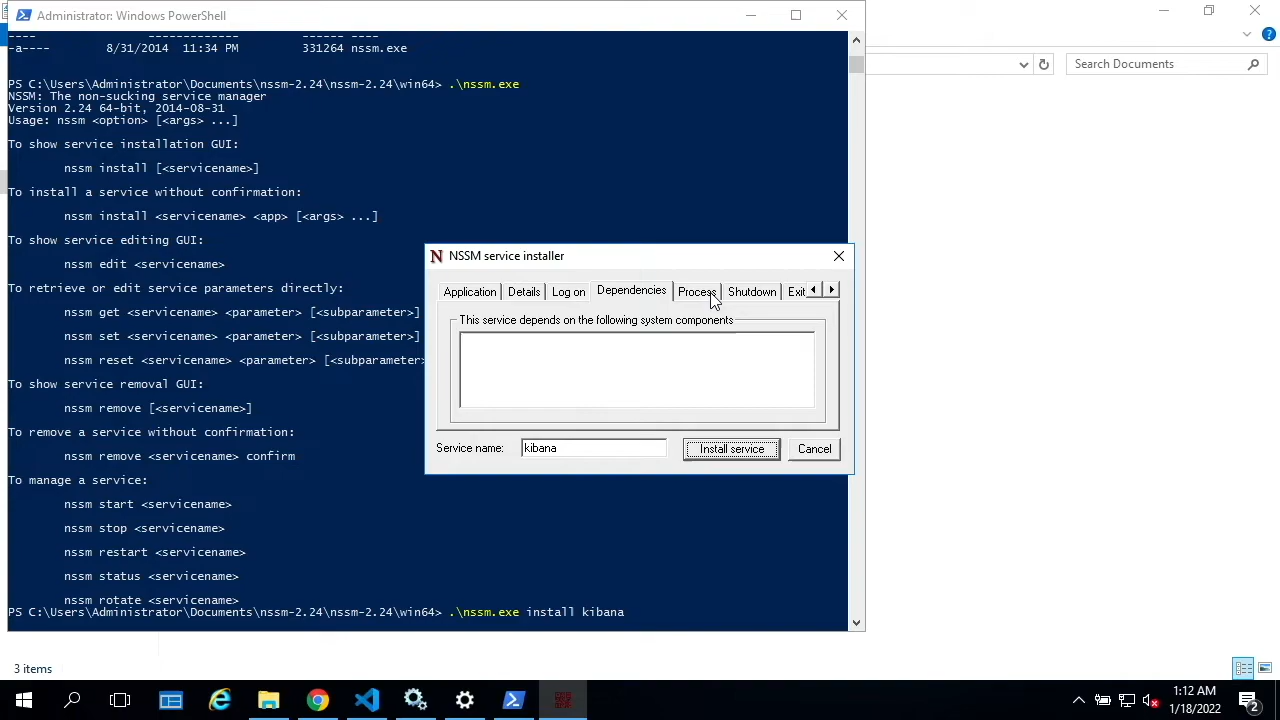 Administrator: Windows PowerShell
---- ------------- ------ ----
-a---- 8/31/2014 11:34 PM 331264 nssm.exe
PS C:\Users\Administrator\Documents\nssm-2.24\nssm-2.24\win64> .\nssm.exe
NSSM: The non-sucking service manager
Version 2.24 64-bit, 2014-08-31
Usage: nssm <option> [<args> ...]
To show service installation GUI:
nssm install [<servicename>]
To install a service without confirmation:
nssm install <servicename> <app> [<args> ...]
To show service editing GUI:
nssm edit <servicename>
To retrieve or edit service parameters directly:
nssm get <servicename> <parameter> [<subparameter>]
nssm set <servicename> <parameter> [<subparameter>]
nssm reset <servicename> <parameter> [<subparameter>
To show service removal GUI:
nssm remove [<servicename>]
To remove a service without confirmation:
nssm remove <servicename> confirm
To manage a service:
nssm start <servicename>
nssm stop <servicename>
nssm restart <servicename>
nssm status <servicename>
nssm rotate <servicename>
PS C:\Users\Administrator\Documents\nssm-2.24\nssm-2.24\win64> .\nssm.exe install kibana
NSSM service installer
Application Details Log on Dependencies Process Shutdown Exit
This service depends on the following system components
Service name: kibana Install service Cancel
Search Documents
3 items
1:12 AM
1/18/2022
2